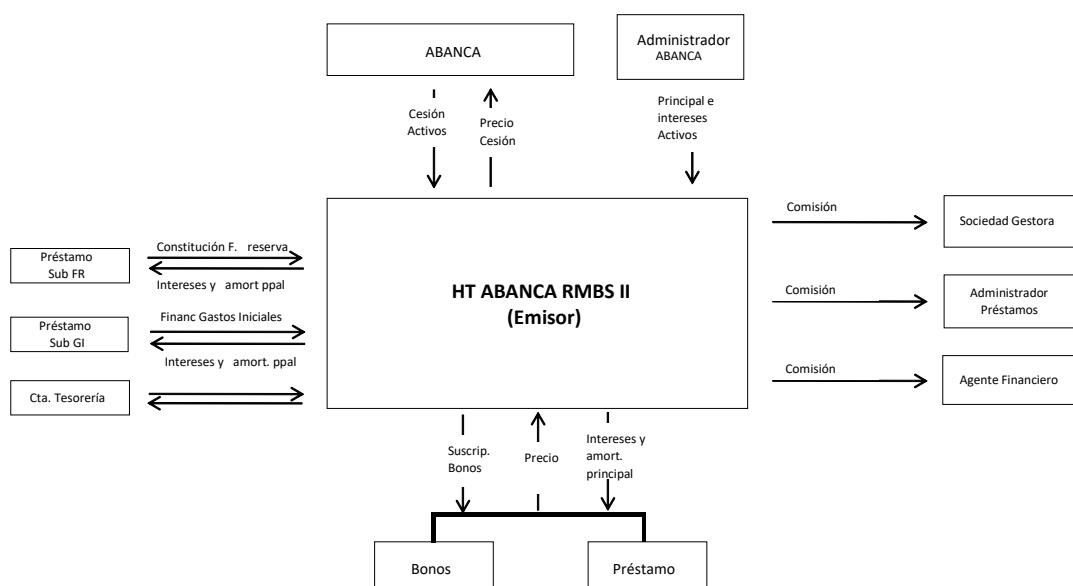 ABANCA
Administrador
ABANCA
Cesión
Activos
Precio
Cesión
Principal e
intereses
Activos
Comisión
Sociedad Gestora
Préstamo
Sub FR
Constitución F. reserva
Intereses y amort ppal
HT ABANCA RMBS II
(Emisor)
Comisión
Administrador
Préstamos
Préstamo
Sub GI
Financ Gastos Iniciales
Intereses y amort. ppal
Comisión
Agente Financiero
Cta. Tesorería
Suscrip.
Bonos
Precio
Intereses y
amort.
principal
Bonos
Préstamo